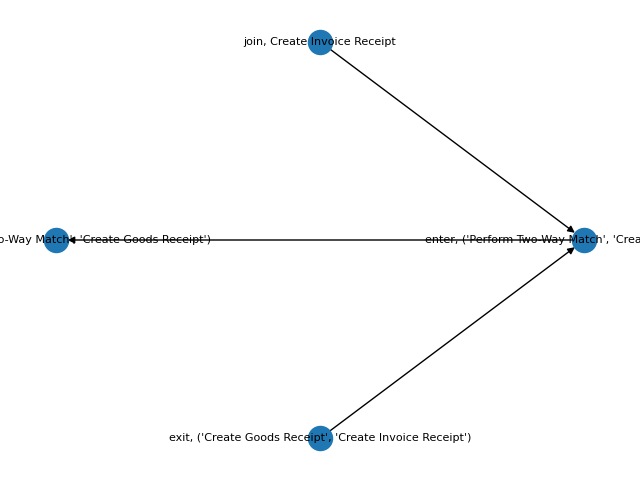 join, Create Invoice Receipt
o-Way Match', 'Create Goods Receipt')
enter, ('Perform Two-Way Match', 'Crea
exit, ('Create Goods Receipt', 'Create Invoice Receipt')